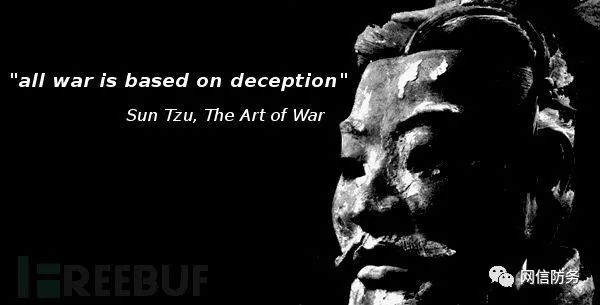 "all war is based on deception"
Sun Tzu, The Art of War
FREEBUF
网信防务